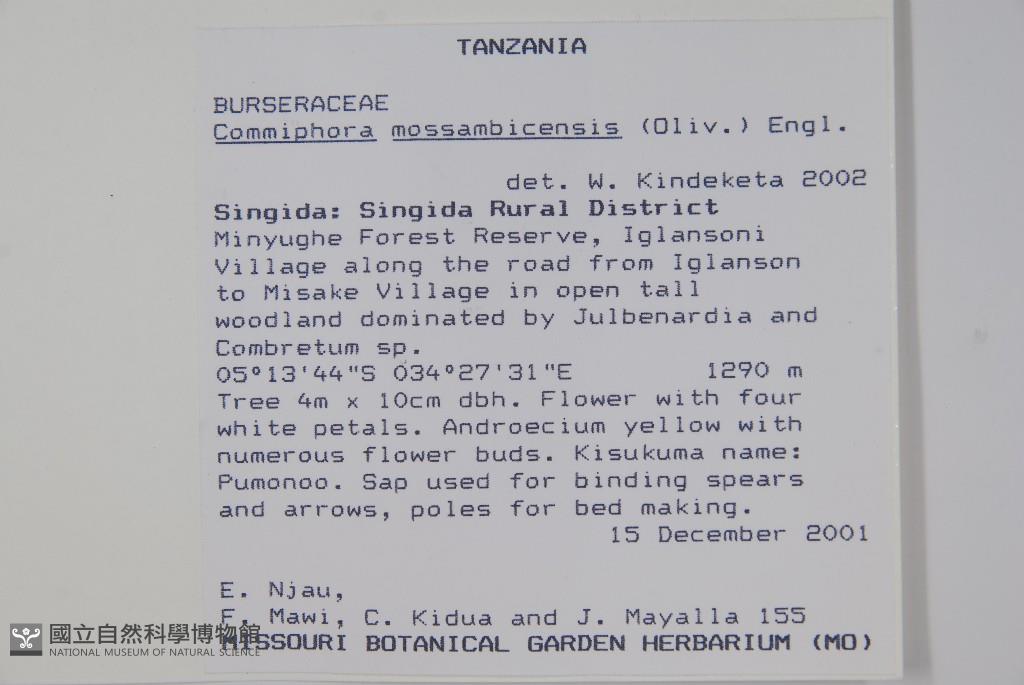 TANZANIA
BURSERACEAE
Commiphora mossambicensis (Oliv.) Engl.
det. W. Kindeketa 2002
Singida: Singida Rural District
Minyughe Forest Reserve, Iglansoni
Village along the road from Iglanson
to Misake Village in open tall
woodland dominated by Julbenardia and
Combretum sp.
05°13'44"S 034°27'31"E 1290 m
Tree 4m x 10cm dbh. Flower with four
white petals. Androecium yellow with
numerous flower buds. Kisukuma name:
Pumonoo. Sap used for binding spears
and arrows, poles for bed making.
15 December 2001
E. Njau,
F. Mawi, C. Kidua and J. Mayalla 155
MISSOURI BOTANICAL GARDEN HERBARIUM (MO)
國立自然科學博物館
NATIONAL MUSEUM OF NATURAL SCIENCE